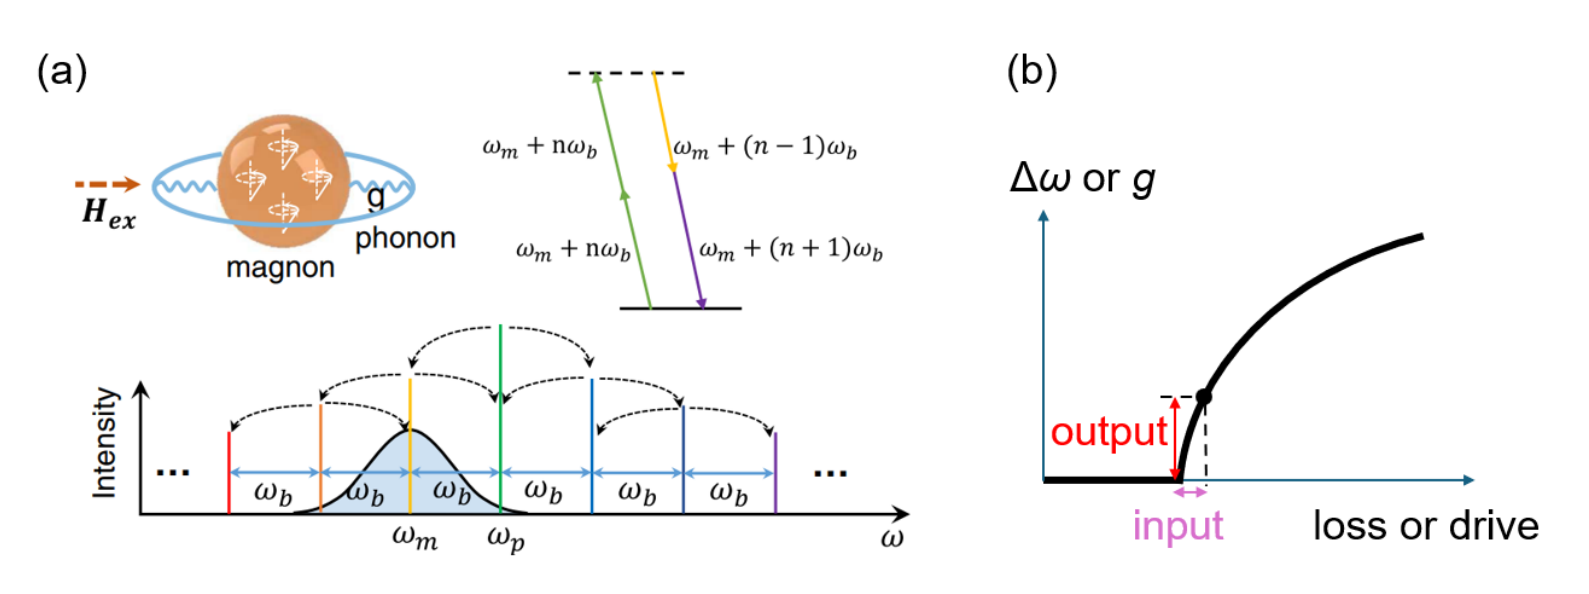 (a)
H_ex
g
phonon
magnon
ω_m + nω_b
ω_m + (n − 1)ω_b
ω_m + nω_b
ω_m + (n + 1)ω_b
Intensity
...
ω_b
ω_b
ω_b
ω_b
ω_b
ω_b
...
ω_m
ω_p
ω
(b)
Δω or g
output
input
loss or drive